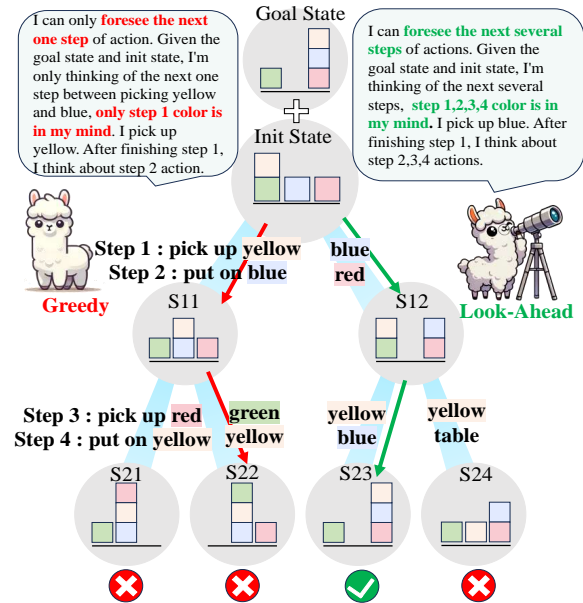 I can only foresee the next
one step of action. Given the
goal state and init state, I'm
only thinking of the next one
step between picking yellow
and blue, only step 1 color is
in my mind. I pick up
yellow. After finishing step 1,
I think about step 2 action.
Goal State
I can foresee the next several
steps of actions. Given the
goal state and init state, I'm
thinking of the next several
steps, step 1,2,3,4 color is in
my mind. I pick up blue. After
finishing step 1, I think about
step 2,3,4 actions.
Init State
Greedy
Step 1 : pick up yellow
Step 2 : put on blue
blue
red
Look-Ahead
S11
S12
Step 3 : pick up red
Step 4 : put on yellow
green
yellow
yellow
blue
yellow
table
S21
S22
S23
S24